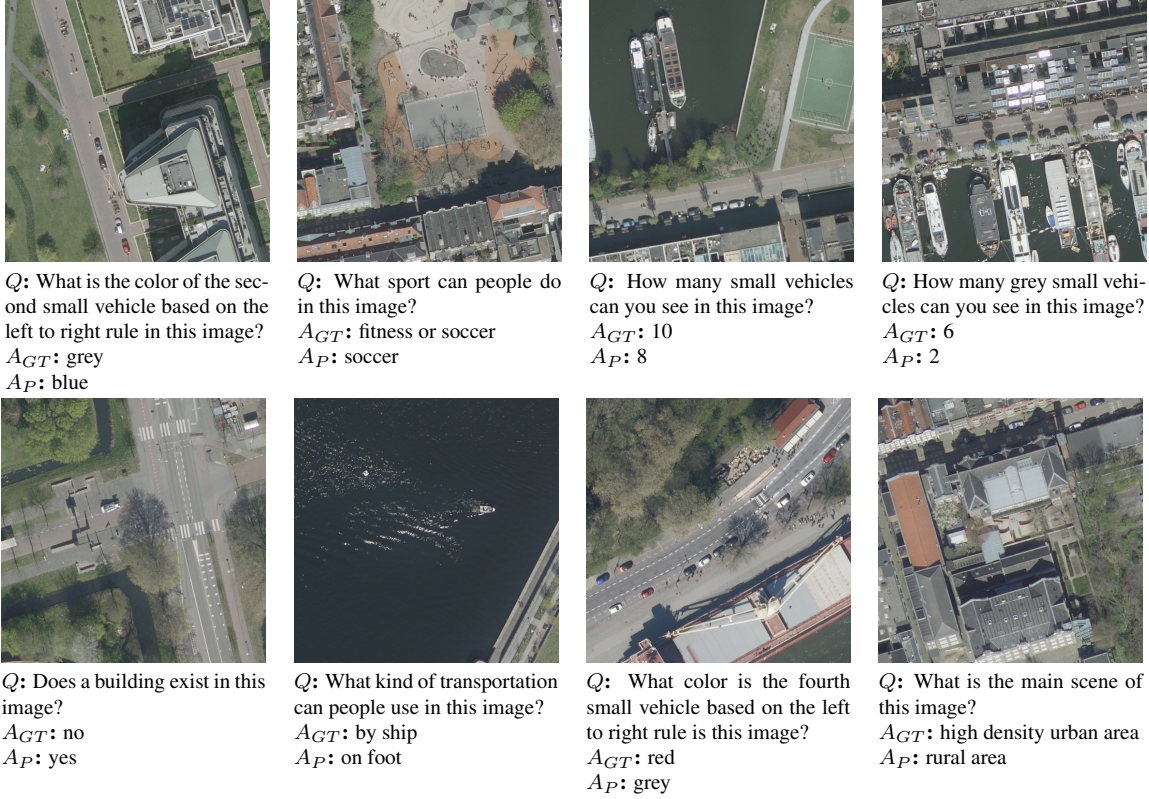 Q: What is the color of the sec-
ond small vehicle based on the
left to right rule in this image?
A_GT: grey
A_P: blue
Q: What sport can people do
in this image?
A_GT: fitness or soccer
A_P: soccer
Q: How many small vehicles
can you see in this image?
A_GT: 10
A_P: 8
Q: How many grey small vehi-
cles can you see in this image?
A_GT: 6
A_P: 2
Q: Does a building exist in this
image?
A_GT: no
A_P: yes
Q: What kind of transportation
can people use in this image?
A_GT: by ship
A_P: on foot
Q: What color is the fourth
small vehicle based on the left
to right rule is this image?
A_GT: red
A_P: grey
Q: What is the main scene of
this image?
A_GT: high density urban area
A_P: rural area